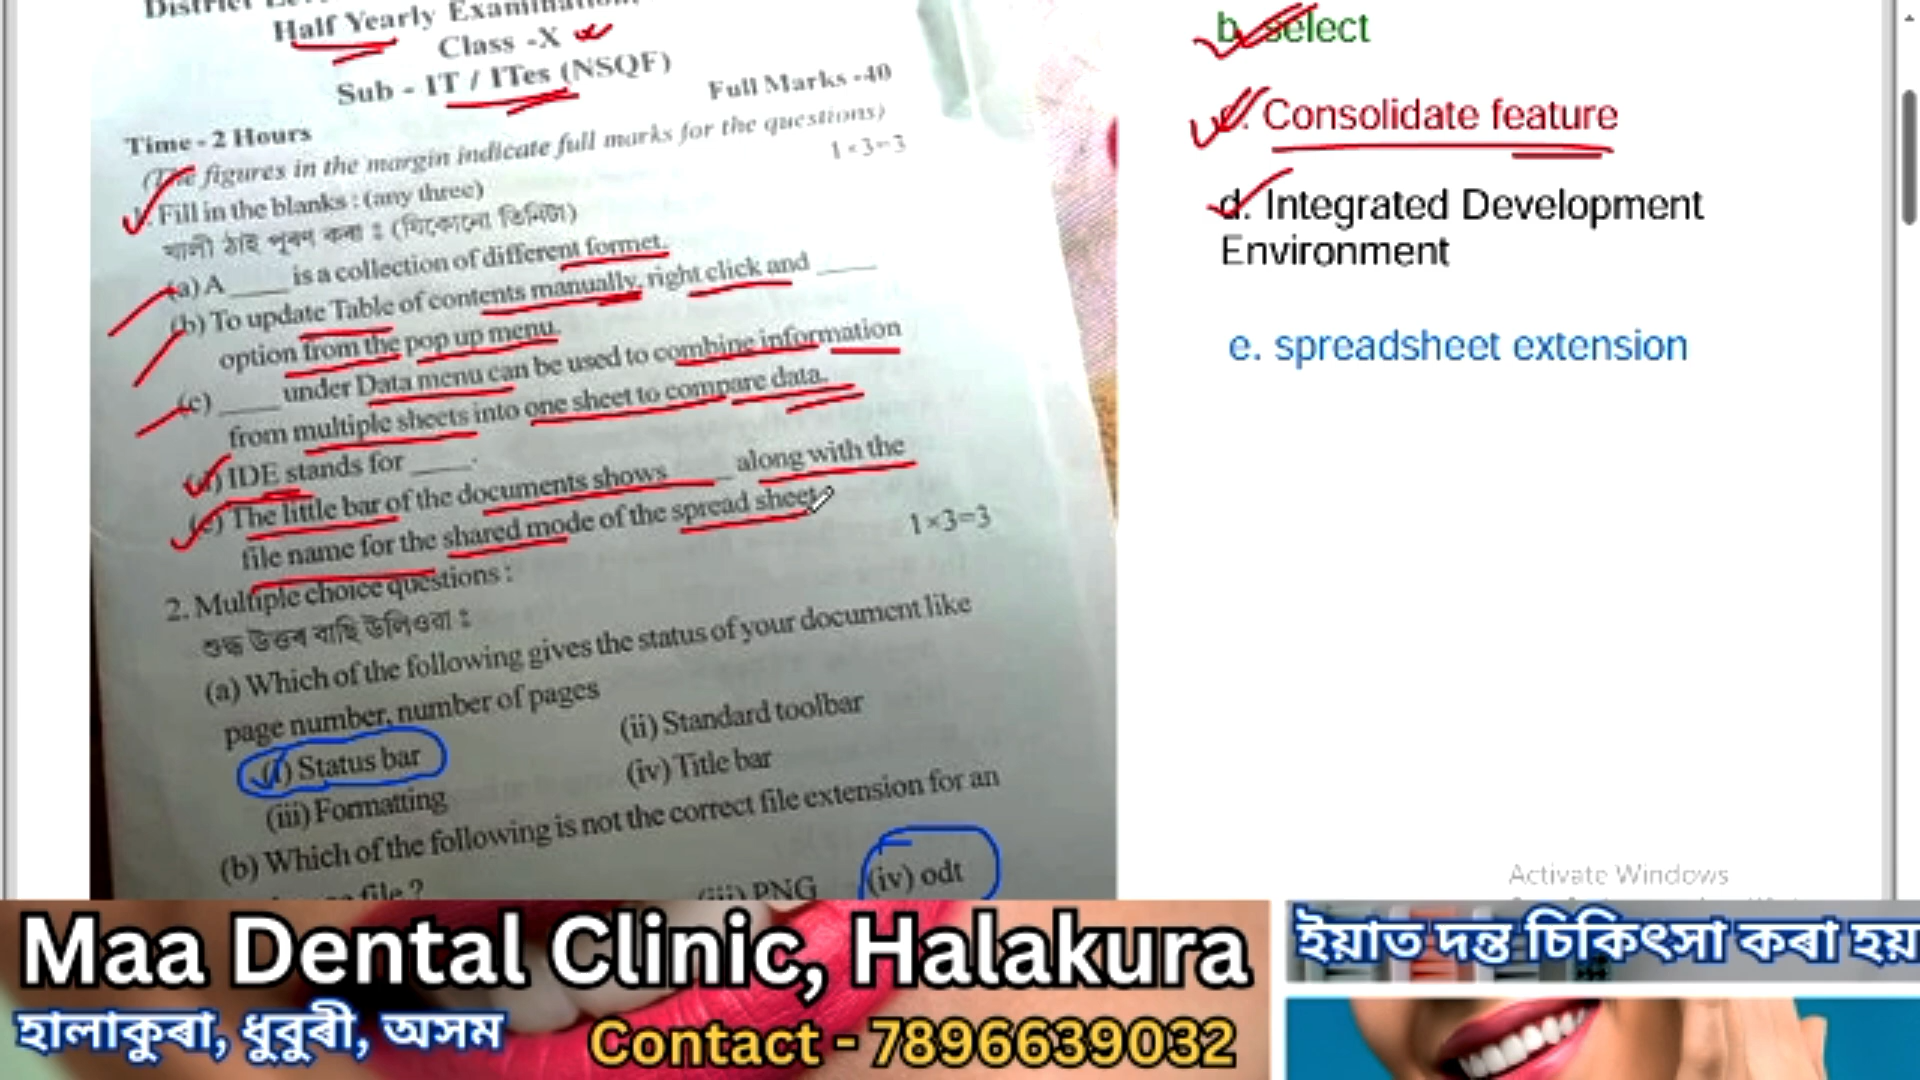 Half Yearly Examination
Class -X
Sub - IT / ITes (NSQF)
Full Marks -40
Time - 2 Hours
(The figures in the margin indicate full marks for the questions)
1×3=3
1. Fill in the blanks : (any three)
খালী ঠাই পূৰণ কৰা ঃ (যিকোনো তিনিটা)
(a) A ____ is a collection of different formet.
(b) To update Table of contents manually, right click and ____
option from the pop up menu.
(c) ____ under Data menu can be used to combine information
from multiple sheets into one sheet to compare data.
(d) IDE stands for ____.
(e) The little bar of the documents shows ____ along with the
file name for the shared mode of the spread sheet.
1×3=3
2. Multiple choice questions :
শুদ্ধ উত্তৰ বাছি উলিওৱা ঃ
(a) Which of the following gives the status of your document like
page number, number of pages
(i) Status bar
(ii) Standard toolbar
(iii) Formatting
(iv) Title bar
(b) Which of the following is not the correct file extension for an
file ?
(iii) PNG
(iv) odt
b. select
c. Consolidate feature
d. Integrated Development
Environment
e. spreadsheet extension
Activate Windows
Maa Dental Clinic, Halakura
হালাকুৰা, ধুবুৰী, অসম
Contact - 7896639032
ইয়াত দন্ত চিকিৎসা কৰা হয়